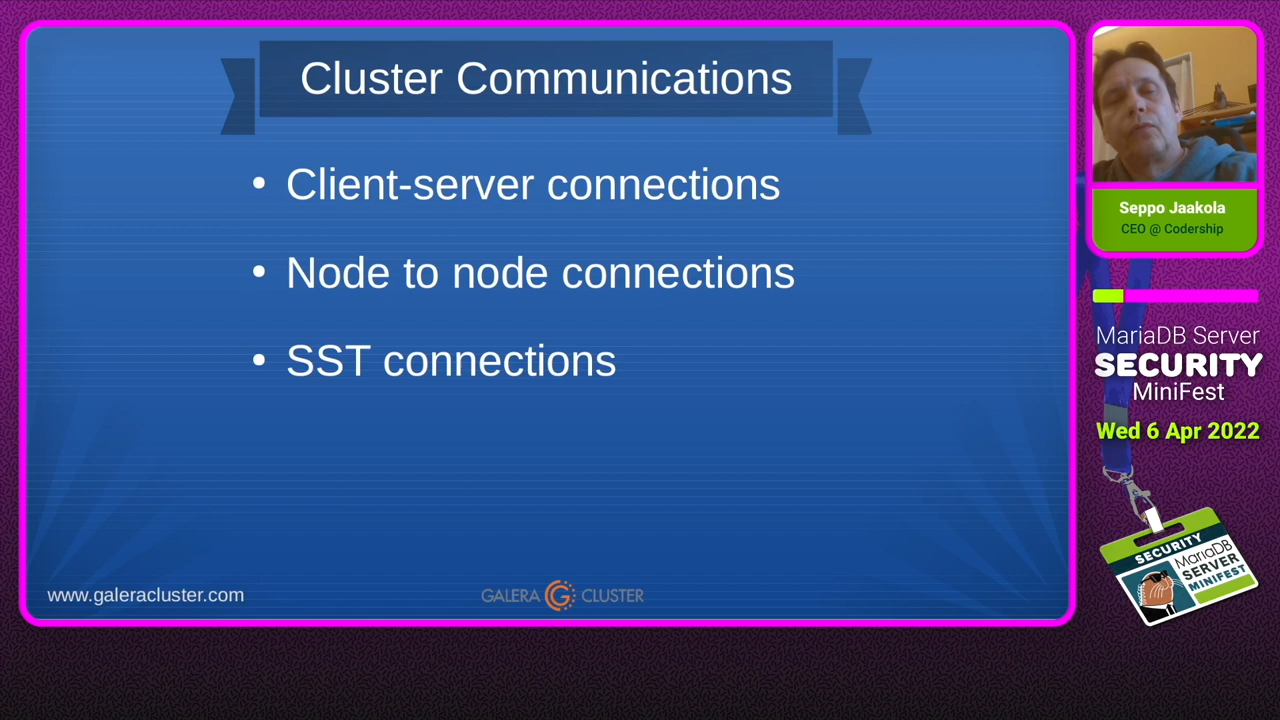 Cluster Communications
• Client-server connections
• Node to node connections
• SST connections
www.galeracluster.com
GALERA CLUSTER
Seppo Jaakola
CEO @ Codership
MariaDB Server
SECURITY
MiniFest
Wed 6 Apr 2022
SECURITY
MariaDB
SERVER
MINIFEST